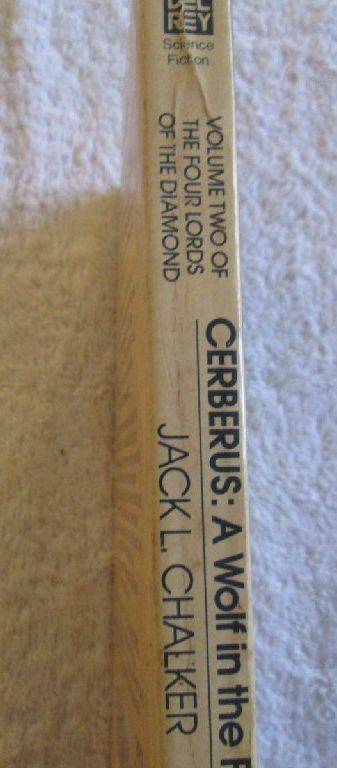 Science
Fiction
VOLUME TWO OF
THE FOUR LORDS
OF THE DIAMOND
CERBERUS: A Wolf in the F
JACK L. CHALKER